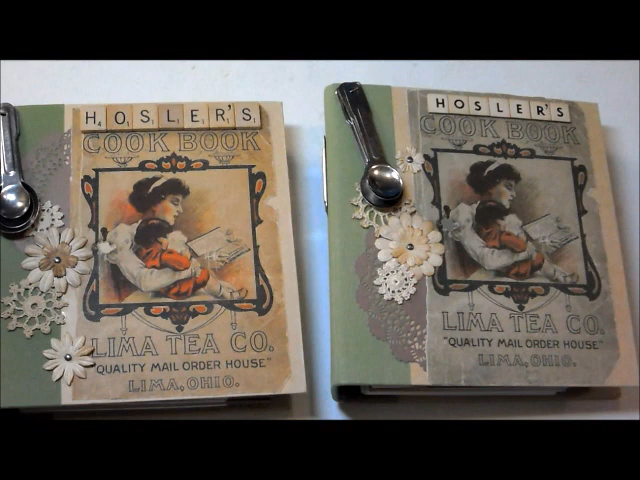 HOSLER'S
COOK BOOK
LIMA TEA CO.
"QUALITY MAIL ORDER HOUSE"
LIMA, OHIO.
HOSLER'S
COOK BOOK
LIMA TEA CO.
"QUALITY MAIL ORDER HOUSE"
LIMA, OHIO.